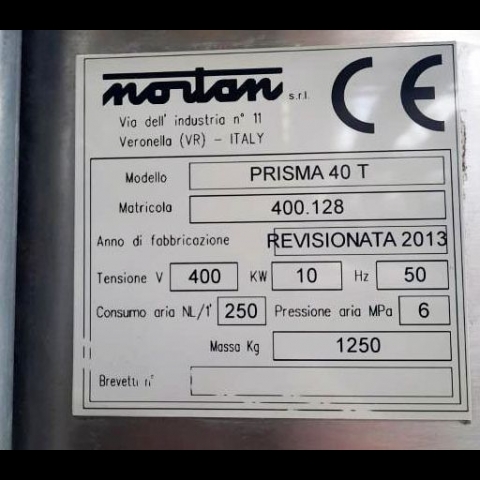 nortan s.r.l.
CE
Via dell' industria n° 11
Veronella (VR) - ITALY
Modello PRISMA 40 T
Matricola 400.128
Anno di fabbricazione REVISIONATA 2013
Tensione V 400 KW 10 Hz 50
Consumo aria NL/1' 250 Pressione aria MPa 6
Massa Kg 1250
Brevetti n°